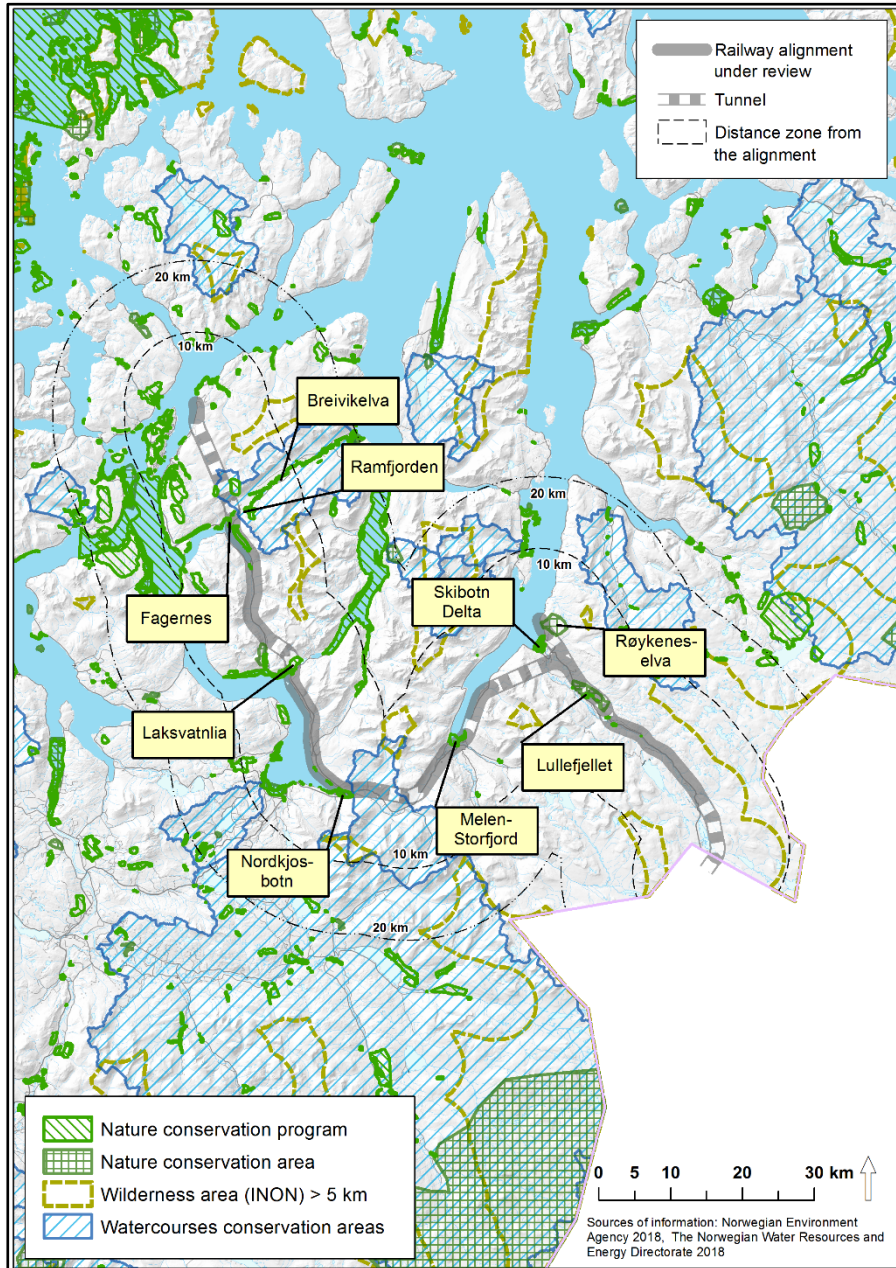 Railway alignment
under review
Tunnel
Distance zone from
the alignment
20 km
10 km
Breivikelva
Ramfjorden
20 km
10 km
Skibotn
Delta
Fagernes
Røykenes-
elva
Laksvatnlia
Lullefjellet
Melen-
Storfjord
Nordkjos-
botn
10 km
20 km
Nature conservation program
Nature conservation area
Wilderness area (INON) > 5 km
Watercourses conservation areas
0 5 10 20 30 km
Sources of information: Norwegian Environment
Agency 2018, The Norwegian Water Resources and
Energy Directorate 2018